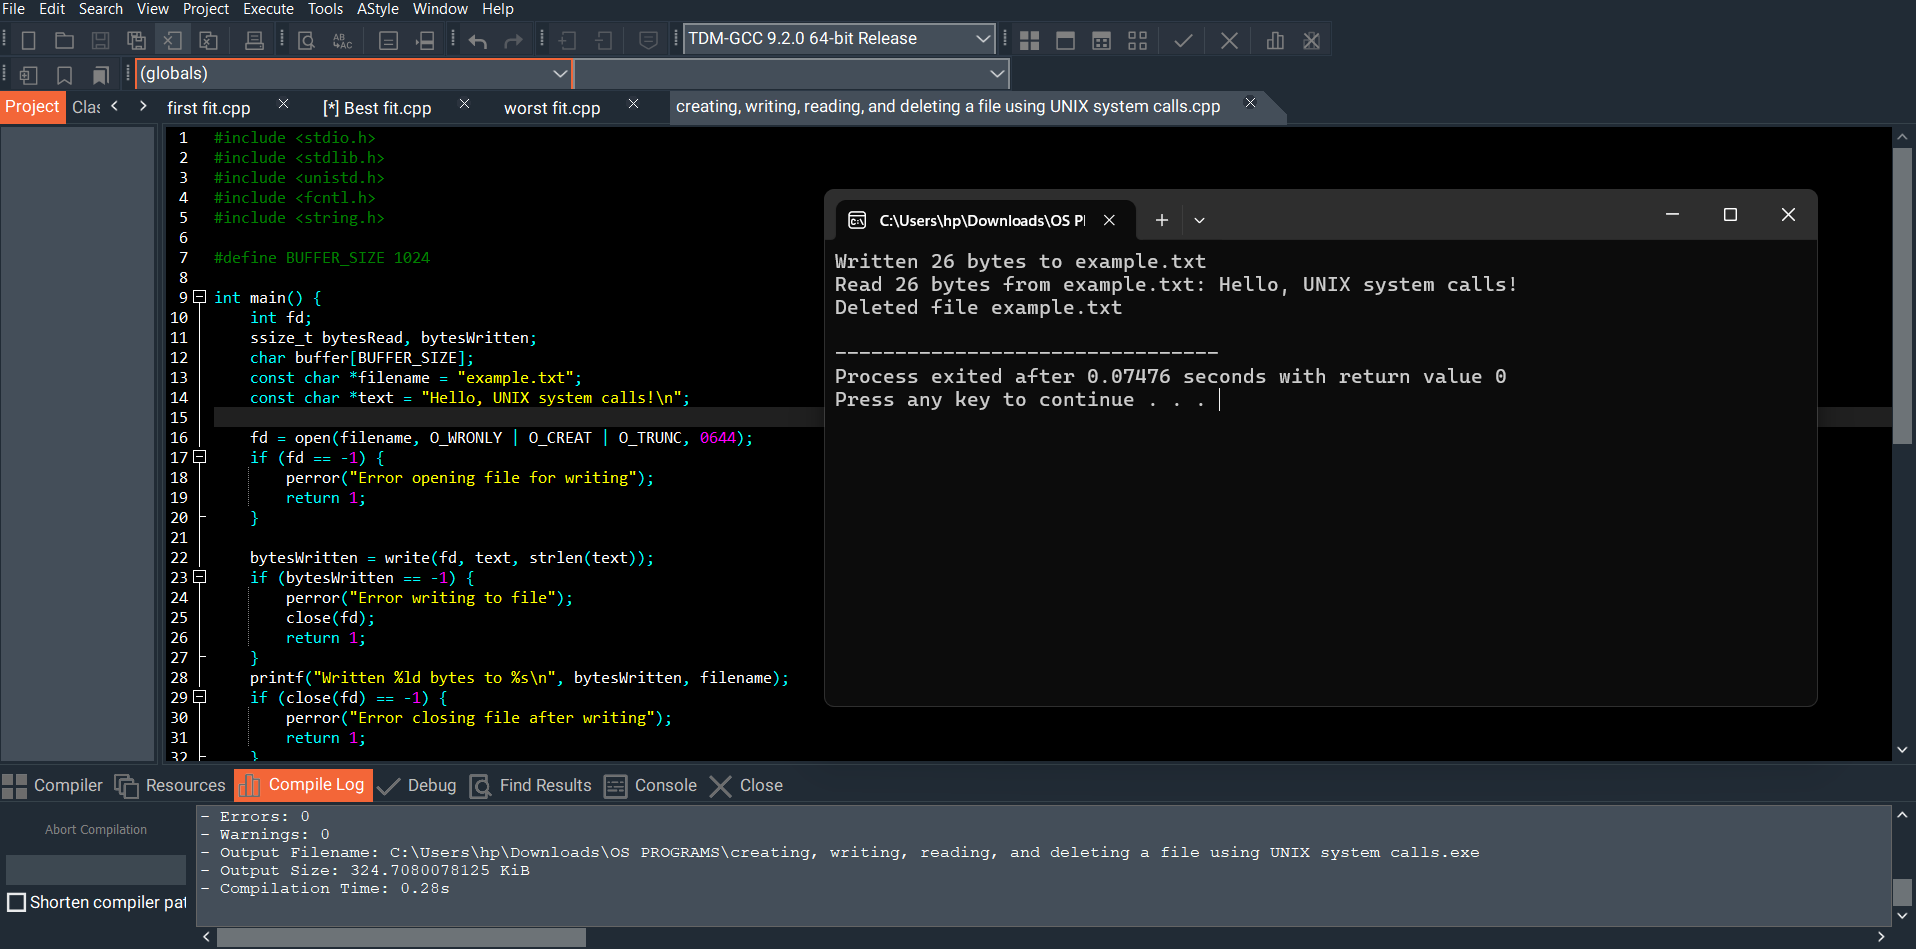 File Edit Search View Project Execute Tools AStyle Window Help
TDM-GCC 9.2.0 64-bit Release
(globals)
Project Clas first fit.cpp [*] Best fit.cpp worst fit.cpp creating, writing, reading, and deleting a file using UNIX system calls.cpp
1 #include <stdio.h>
2 #include <stdlib.h>
3 #include <unistd.h>
4 #include <fcntl.h>
5 #include <string.h>
6
7 #define BUFFER_SIZE 1024
8
9 int main() {
10 int fd;
11 ssize_t bytesRead, bytesWritten;
12 char buffer[BUFFER_SIZE];
13 const char *filename = "example.txt";
14 const char *text = "Hello, UNIX system calls!\n";
15
16 fd = open(filename, O_WRONLY | O_CREAT | O_TRUNC, 0644);
17 if (fd == -1) {
18 perror("Error opening file for writing");
19 return 1;
20 }
21
22 bytesWritten = write(fd, text, strlen(text));
23 if (bytesWritten == -1) {
24 perror("Error writing to file");
25 close(fd);
26 return 1;
27 }
28 printf("Written %ld bytes to %s\n", bytesWritten, filename);
29 if (close(fd) == -1) {
30 perror("Error closing file after writing");
31 return 1;
32 }
C:\Users\hp\Downloads\OS P
Written 26 bytes to example.txt
Read 26 bytes from example.txt: Hello, UNIX system calls!
Deleted file example.txt
--------------------------------
Process exited after 0.07476 seconds with return value 0
Press any key to continue . . .
Compiler Resources Compile Log Debug Find Results Console Close
Abort Compilation
Shorten compiler pat
- Errors: 0
- Warnings: 0
- Output Filename: C:\Users\hp\Downloads\OS PROGRAMS\creating, writing, reading, and deleting a file using UNIX system calls.exe
- Output Size: 324.7080078125 KiB
- Compilation Time: 0.28s